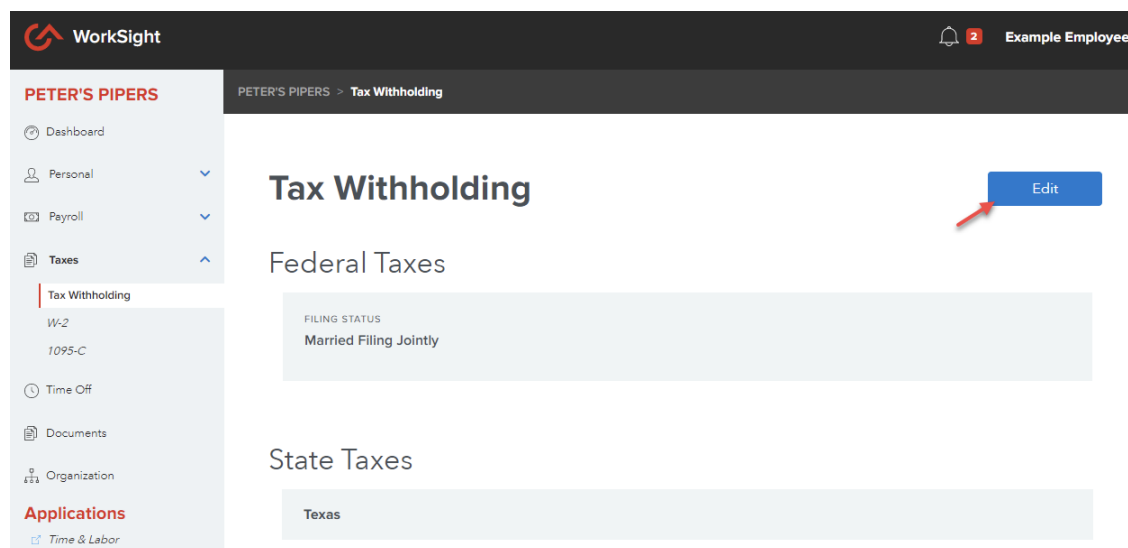 WorkSight
2
Example Employee
PETER'S PIPERS
PETER'S PIPERS > Tax Withholding
Dashboard
Personal
Payroll
Taxes
Tax Withholding
W-2
1095-C
Time Off
Documents
Organization
Applications
Time & Labor
Tax Withholding
Edit
Federal Taxes
FILING STATUS
Married Filing Jointly
State Taxes
Texas